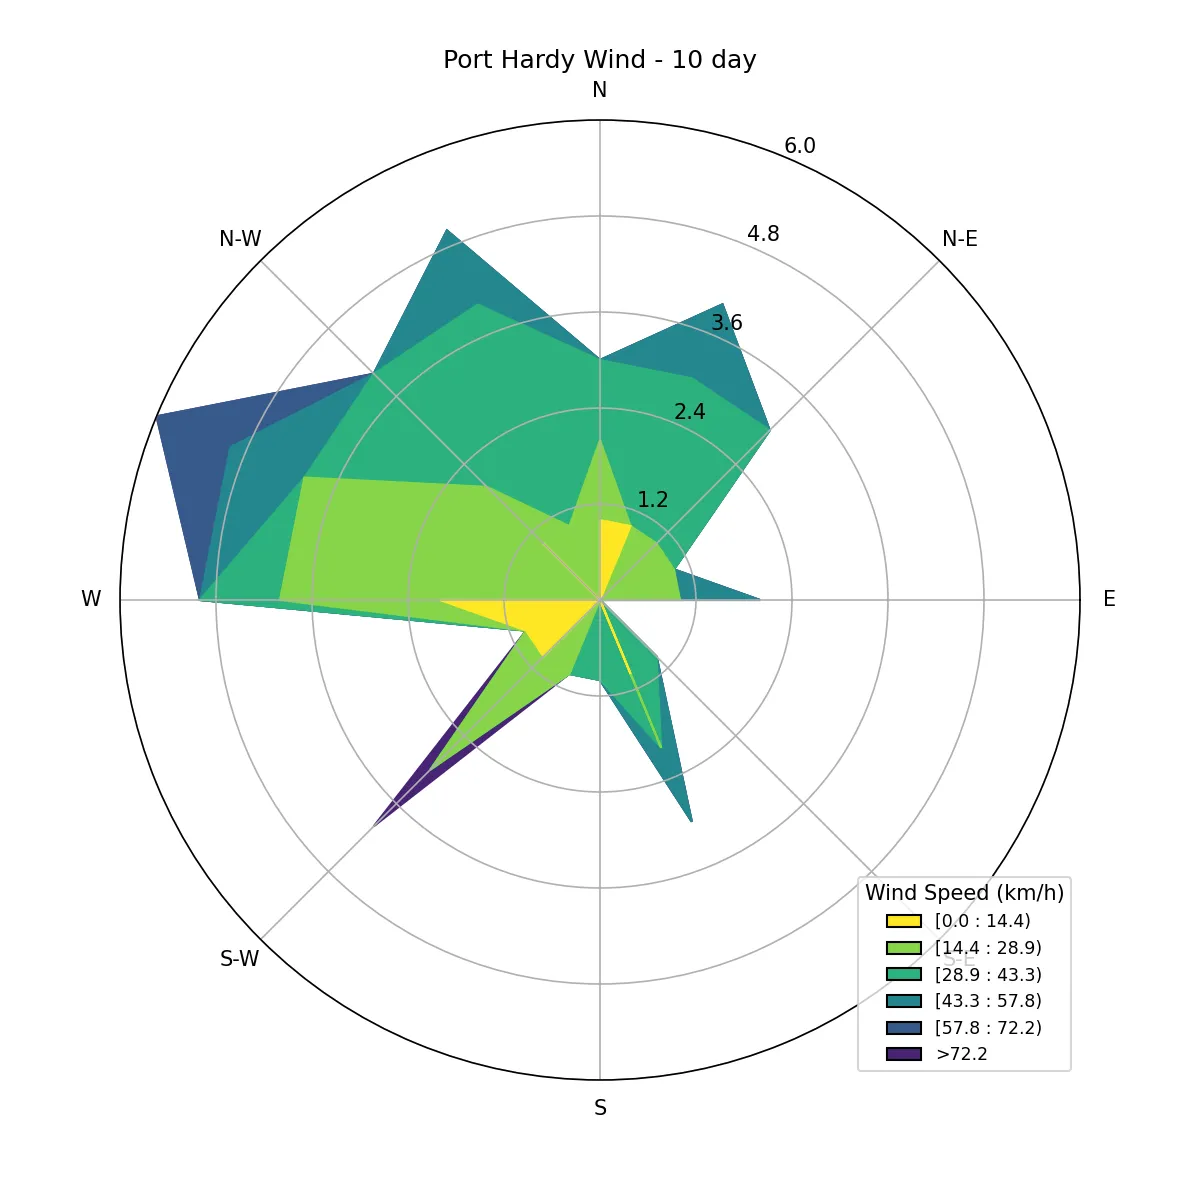 Port Hardy Wind - 10 day
N
6.0
N-W
4.8
N-E
3.6
2.4
1.2
W
E
Wind Speed (km/h)
[0.0 : 14.4)
[14.4 : 28.9)
S-W
S-E
[28.9 : 43.3)
[43.3 : 57.8)
[57.8 : 72.2)
>72.2
S